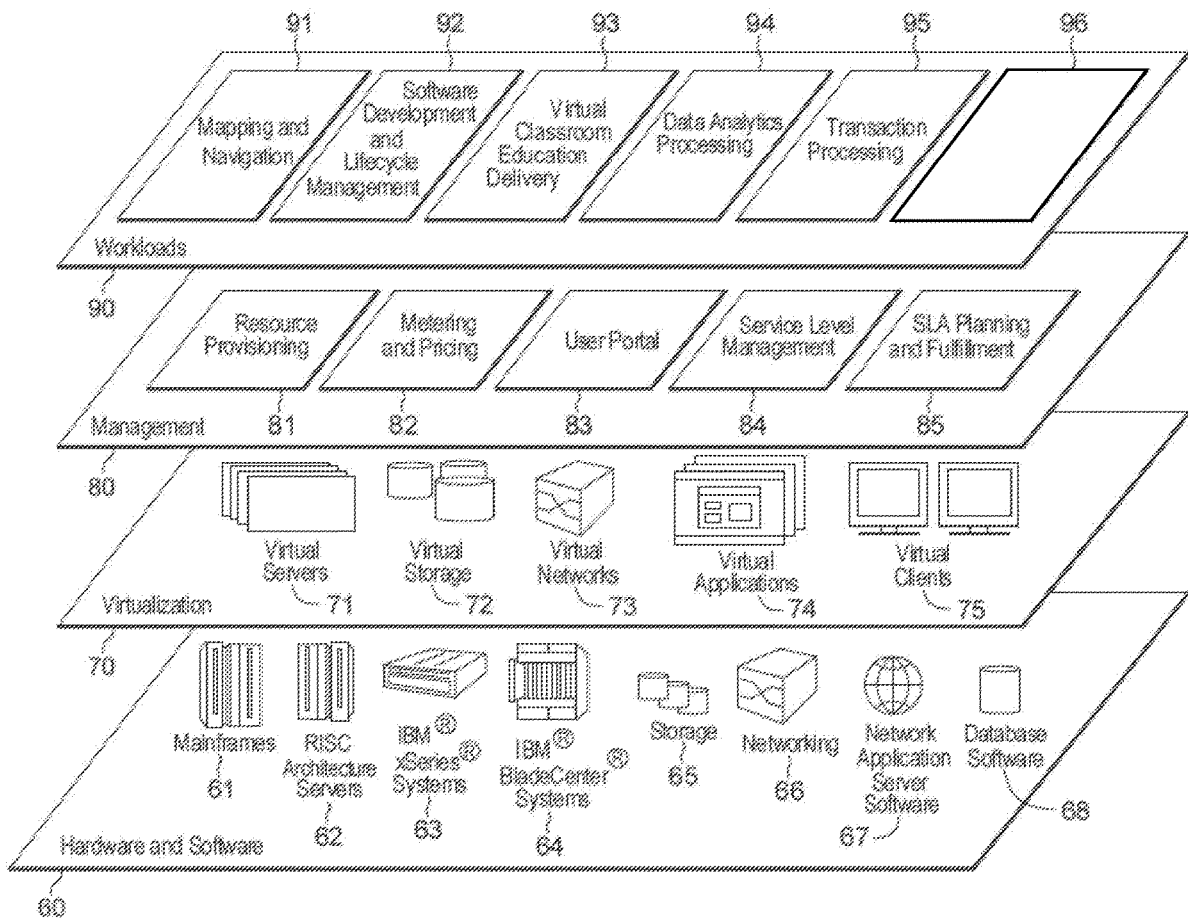 91
92
93
94
95
96
Mapping and
Navigation
Software
Development
and
Lifecycle
Management
Virtual
Classroom
Education
Delivery
Data Analytics
Processing
Transaction
Processing
Workloads
90
Resource
Provisioning
Metering
and Pricing
User Portal
Service Level
Management
SLA Planning
and Fulfillment
81
82
83
84
85
Management
80
Virtual
Servers
71
Virtual
Storage
72
Virtual
Networks
73
Virtual
Applications
74
Virtual
Clients
75
Virtualization
70
Mainframes
61
RISC
Architecture
Servers
62
IBM®
xSeries®
Systems
63
IBM®
BladeCenter®
Systems
64
Storage
65
Networking
66
Network
Application
Server
Software
67
Database
Software
68
Hardware and Software
60